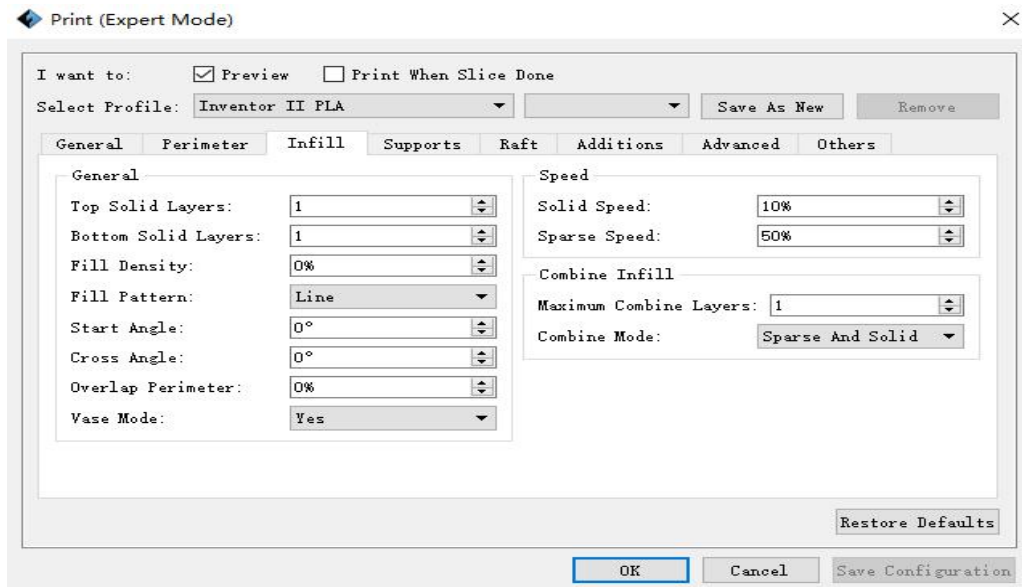 Print (Expert Mode)
I want to: Preview Print When Slice Done
Select Profile: Inventor II PLA Save As New Remove
General Perimeter Infill Supports Raft Additions Advanced Others
General
Top Solid Layers: 1
Bottom Solid Layers: 1
Fill Density: 0%
Fill Pattern: Line
Start Angle: 0°
Cross Angle: 0°
Overlap Perimeter: 0%
Vase Mode: Yes
Speed
Solid Speed: 10%
Sparse Speed: 50%
Combine Infill
Maximum Combine Layers: 1
Combine Mode: Sparse And Solid
Restore Defaults
OK Cancel Save Configuration